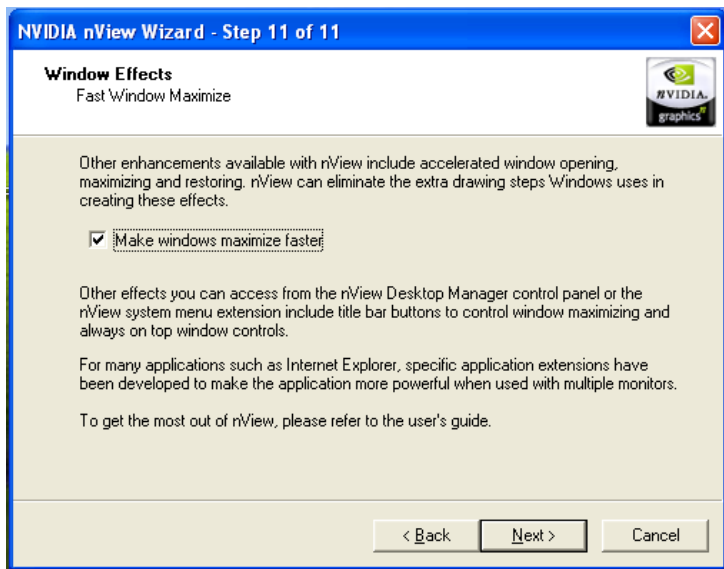 NVIDIA nView Wizard - Step 11 of 11
Window Effects
Fast Window Maximize
nVIDIA.
graphics
Other enhancements available with nView include accelerated window opening,
maximizing and restoring. nView can eliminate the extra drawing steps Windows uses in
creating these effects.
Make windows maximize faster
Other effects you can access from the nView Desktop Manager control panel or the
nView system menu extension include title bar buttons to control window maximizing and
always on top window controls.
For many applications such as Internet Explorer, specific application extensions have
been developed to make the application more powerful when used with multiple monitors.
To get the most out of nView, please refer to the user's guide.
< Back
Next >
Cancel